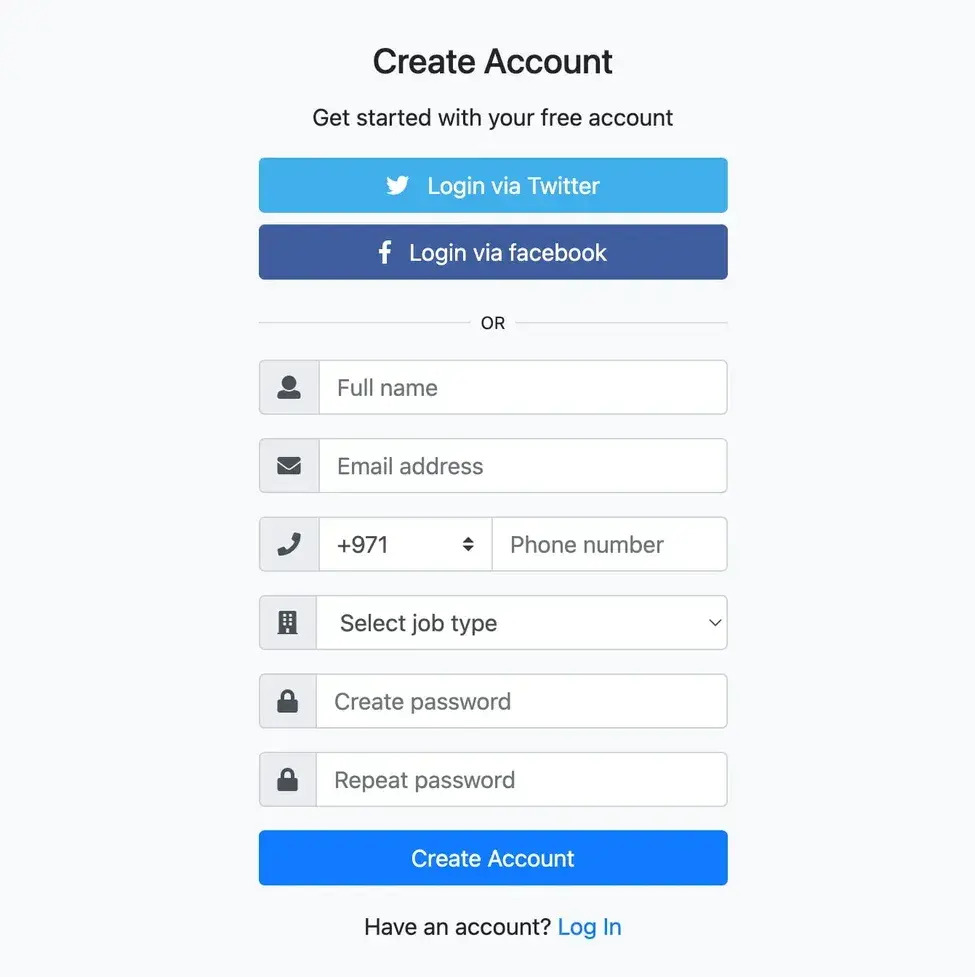 Create Account
Get started with your free account
Login via Twitter
Login via facebook
OR
Full name
Email address
+971 Phone number
Select job type
Create password
Repeat password
Create Account
Have an account? Log In